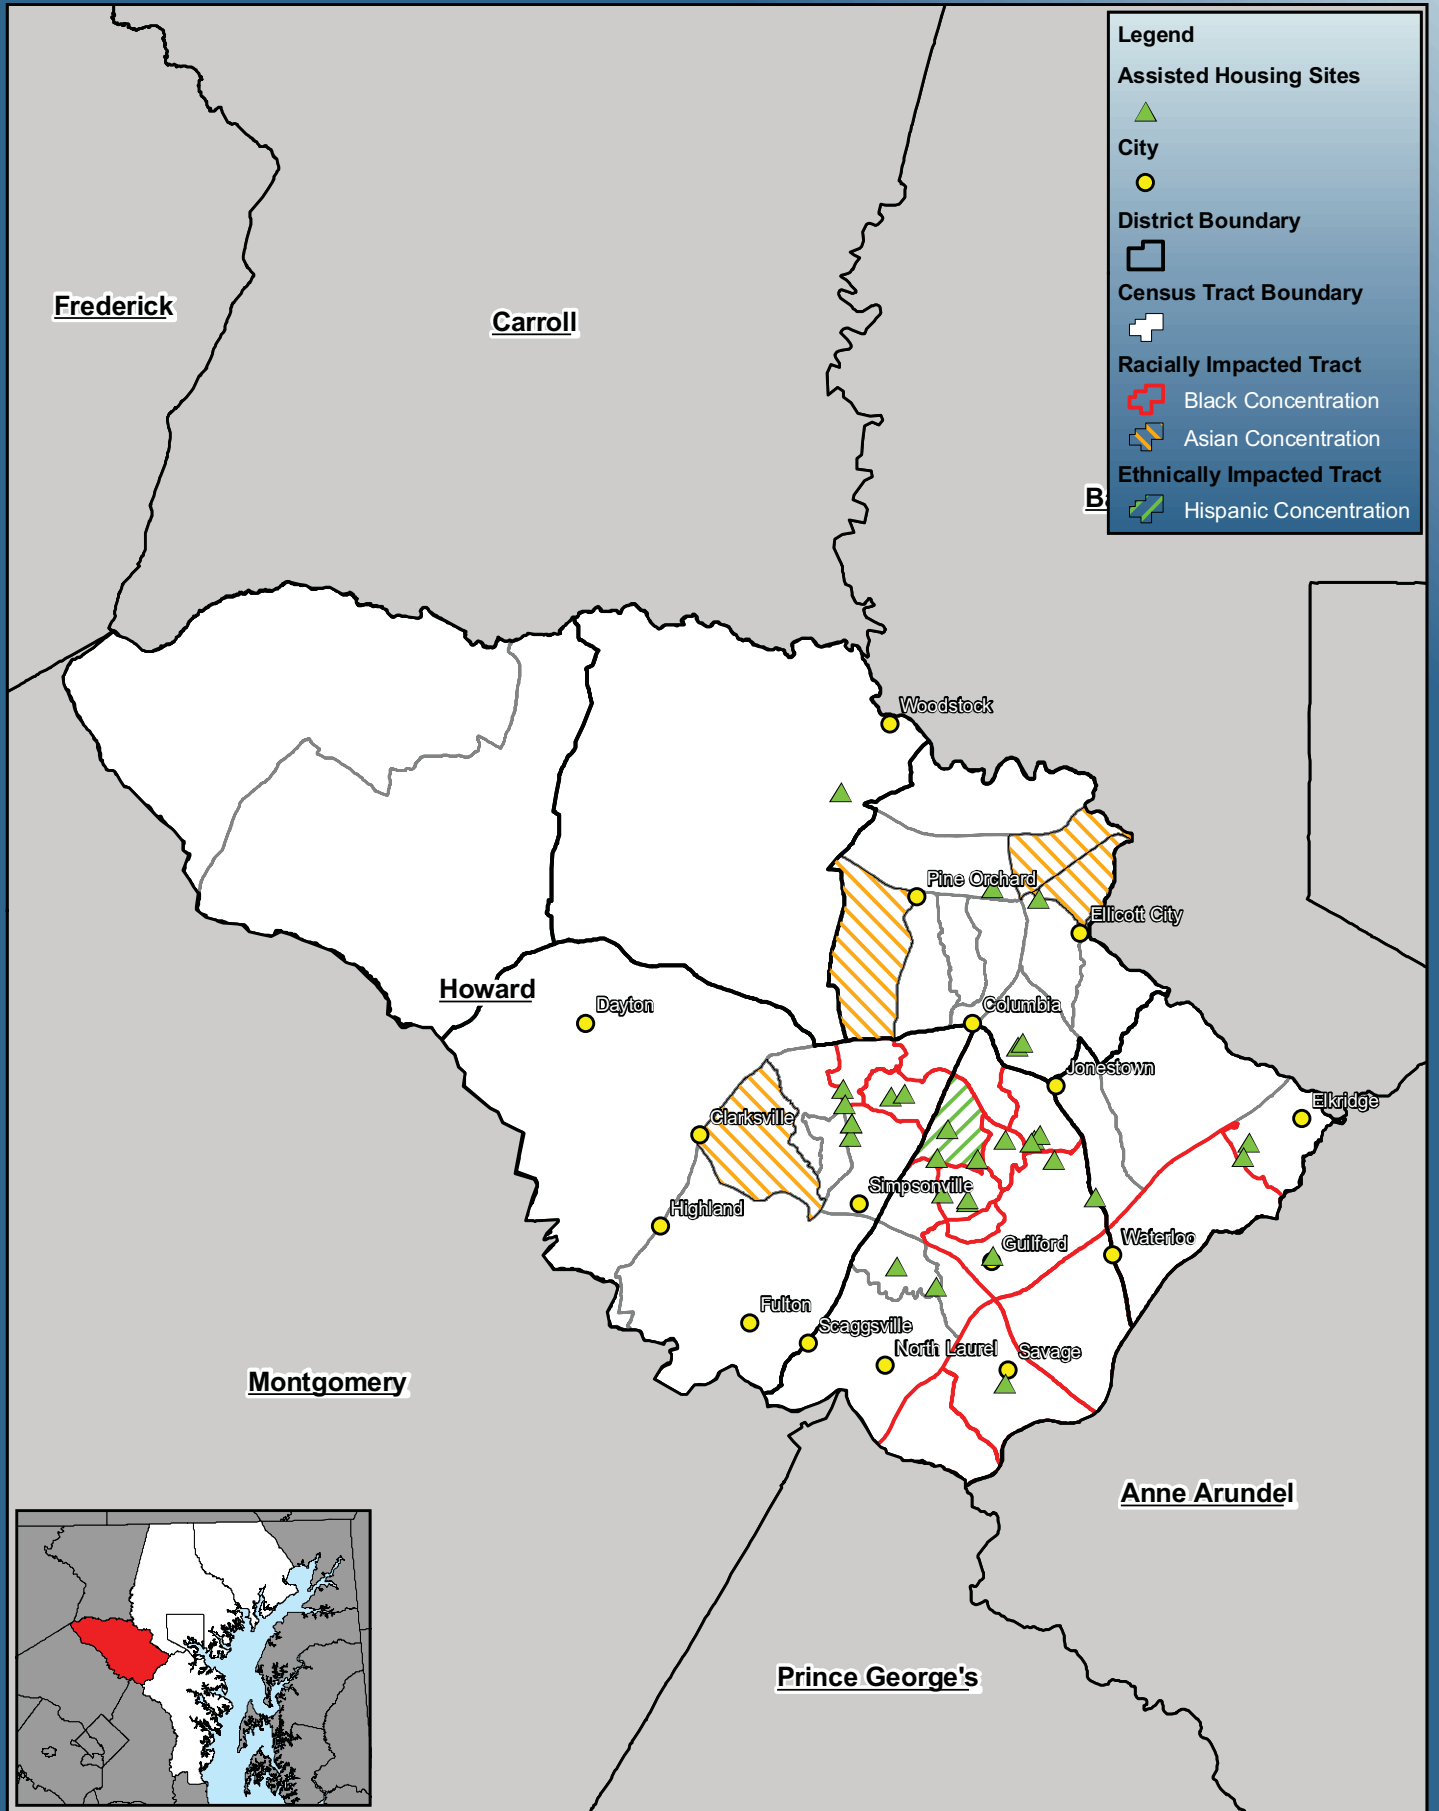 Legend
Assisted Housing Sites
City
District Boundary
Census Tract Boundary
Racially Impacted Tract
Black Concentration
Asian Concentration
Ethnically Impacted Tract
Hispanic Concentration
Frederick
Carroll
Ba
Woodstock
Pine Orchard
Ellicott City
Howard
Dayton
Columbia
Jonestown
Elkridge
Clarksville
Simpsonville
Highland
Guilford
Waterloo
Fulton
Scaggsville
North Laurel
Savage
Montgomery
Anne Arundel
Prince George's